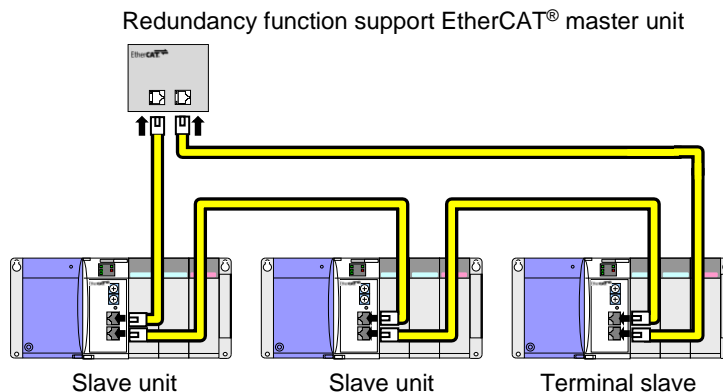 Redundancy function support EtherCAT® master unit
EtherCAT
Slave unit
Slave unit
Terminal slave